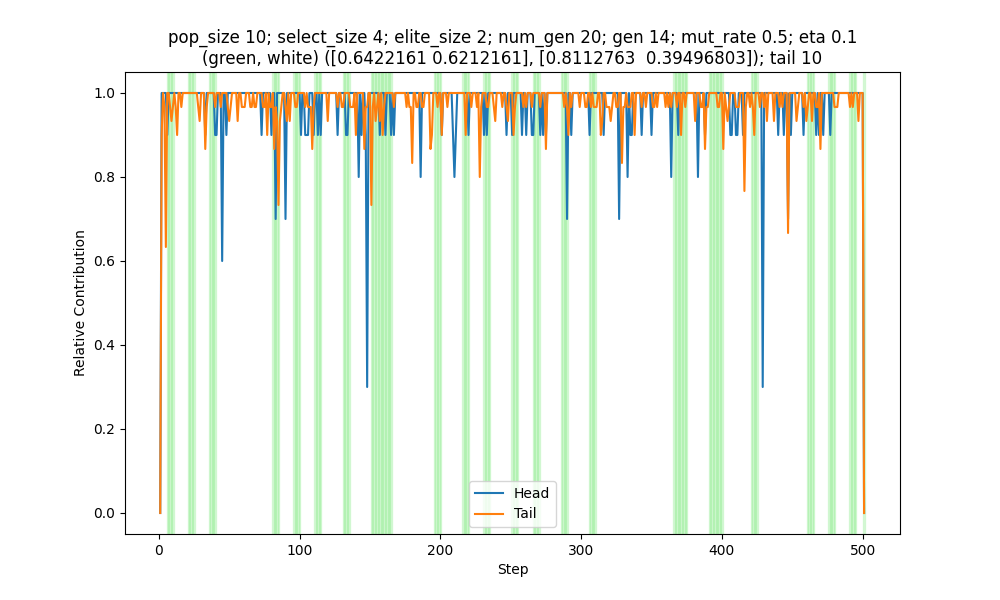 pop_size 10; select_size 4; elite_size 2; num_gen 20; gen 14; mut_rate 0.5; eta 0.1
(green, white) ([0.6422161 0.6212161], [0.8112763  0.39496803]); tail 10
Relative Contribution
1.0
0.8
0.6
0.4
0.2
0.0
Head
Tail
0
100
200
300
400
500
Step